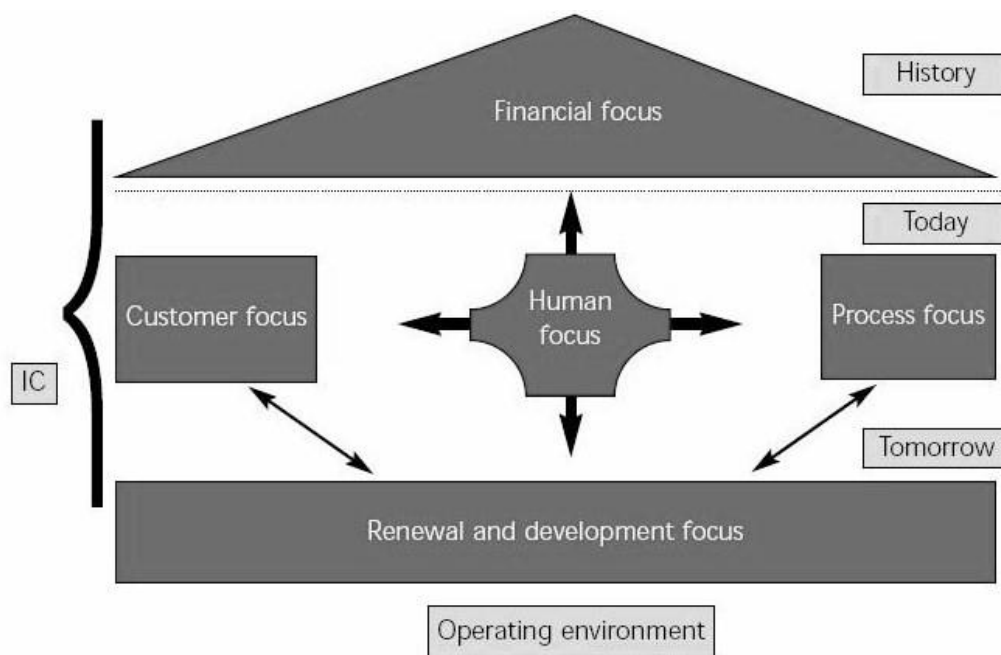 History
Financial focus
Today
Customer focus
Human
focus
Process focus
IC
Tomorrow
Renewal and development focus
Operating environment